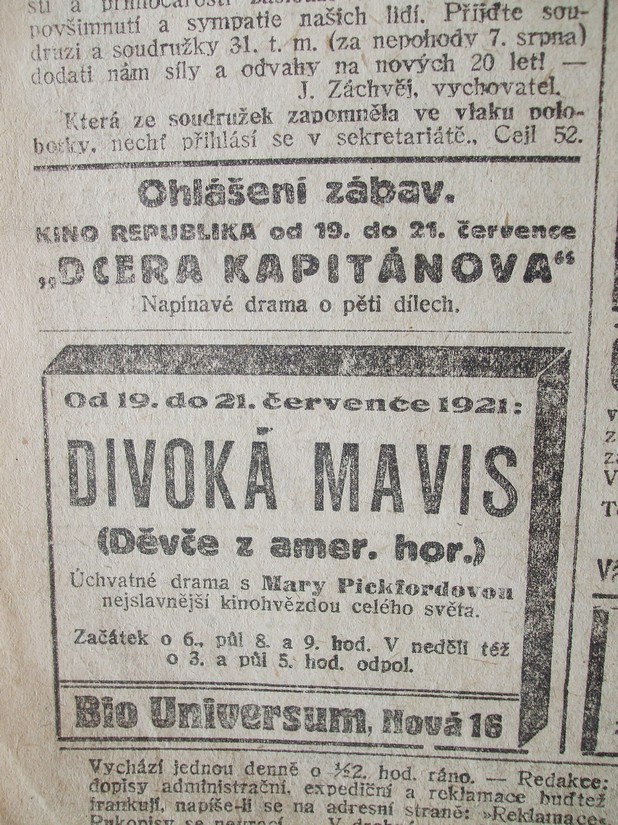 su a přímočarosti
povšimnutí a sympatie našich lidí. Přijďte sou-
druzi a soudružky 31. t. m. (za nepohody 7. srpna)
dodati nám síly a odvahy na nových 20 let! —
J. Záchvěj, vychovatel.
Která ze soudružek zapomněla ve vlaku polo-
botky, nechť přihlásí se v sekretariátě., Cejl 52.
Ohlášení zábav.
KINO REPUBLIKA od 19. do 21. července
„DCERA KAPITÁNOVA“
Napínavé drama o pěti dílech.
Od 19. do 21. července 1921:
DIVOKÁ MAVIS
(Děvče z amer. hor.)
Úchvatné drama s Mary Pickfordovou
nejslavnější kinohvězdou celého světa.
Začátek o 6., půl 8. a 9. hod. V neděli též
o 3. a půl 5. hod. odpol.
Bio Universum, Nová 16
Vychází jednou denně o ½2. hod. ráno. — Redakce:
dopisy administrační, expediční a reklamace buďtež
frankují, napíše-li se na adresní straně: »Reklamace«
Rukopisy se nevrací.